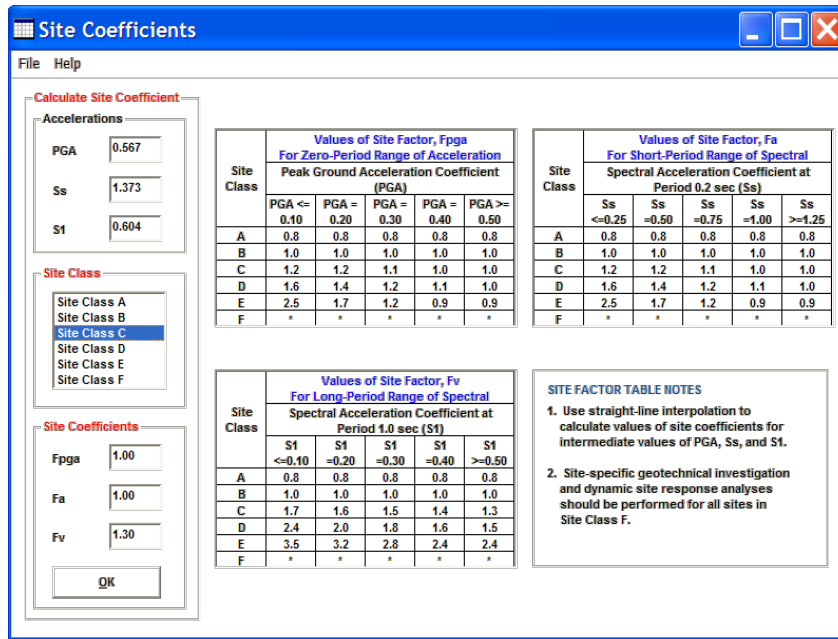 Site Coefficients
File Help
Calculate Site Coefficient
Accelerations
PGA 0.567
Ss 1.373
S1 0.604
Site Class
Site Class A
Site Class B
Site Class C
Site Class D
Site Class E
Site Class F
Site Coefficients
Fpga 1.00
Fa 1.00
Fv 1.30
OK
Site Class
Values of Site Factor, Fpga
For Zero-Period Range of Acceleration
Peak Ground Acceleration Coefficient
(PGA)
PGA <= 0.10 PGA = 0.20 PGA = 0.30 PGA = 0.40 PGA >= 0.50
A 0.8 0.8 0.8 0.8 0.8
B 1.0 1.0 1.0 1.0 1.0
C 1.2 1.2 1.1 1.0 1.0
D 1.6 1.4 1.2 1.1 1.0
E 2.5 1.7 1.2 0.9 0.9
F * * * * *
Site Class
Values of Site Factor, Fa
For Short-Period Range of Spectral
Spectral Acceleration Coefficient at
Period 0.2 sec (Ss)
Ss <=0.25 Ss =0.50 Ss =0.75 Ss =1.00 Ss >=1.25
A 0.8 0.8 0.8 0.8 0.8
B 1.0 1.0 1.0 1.0 1.0
C 1.2 1.2 1.1 1.0 1.0
D 1.6 1.4 1.2 1.1 1.0
E 2.5 1.7 1.2 0.9 0.9
F * * * * *
Site Class
Values of Site Factor, Fv
For Long-Period Range of Spectral
Spectral Acceleration Coefficient at
Period 1.0 sec (S1)
S1 <=0.10 S1 =0.20 S1 =0.30 S1 =0.40 S1 >=0.50
A 0.8 0.8 0.8 0.8 0.8
B 1.0 1.0 1.0 1.0 1.0
C 1.7 1.6 1.5 1.4 1.3
D 2.4 2.0 1.8 1.6 1.5
E 3.5 3.2 2.8 2.4 2.4
F * * * * *
SITE FACTOR TABLE NOTES
1. Use straight-line interpolation to
calculate values of site coefficients for
intermediate values of PGA, Ss, and S1.
2. Site-specific geotechnical investigation
and dynamic site response analyses
should be performed for all sites in
Site Class F.